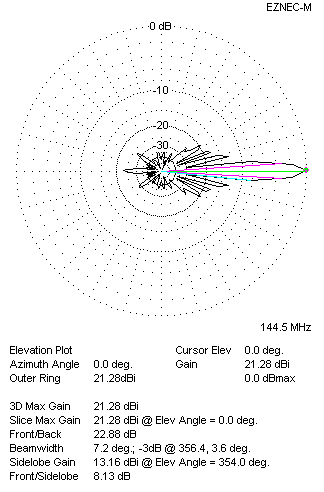 EZNEC-M
0 dB
-10
-20
-30
144.5 MHz
Elevation Plot Cursor Elev 0.0 deg.
Azimuth Angle 0.0 deg. Gain 21.28 dBi
Outer Ring 21.28dBi 0.0 dBmax
3D Max Gain 21.28 dBi
Slice Max Gain 21.28 dBi @ Elev Angle = 0.0 deg.
Front/Back 22.88 dB
Beamwidth 7.2 deg.; -3dB @ 356.4, 3.6 deg.
Sidelobe Gain 13.16 dBi @ Elev Angle = 354.0 deg.
Front/Sidelobe 8.13 dB